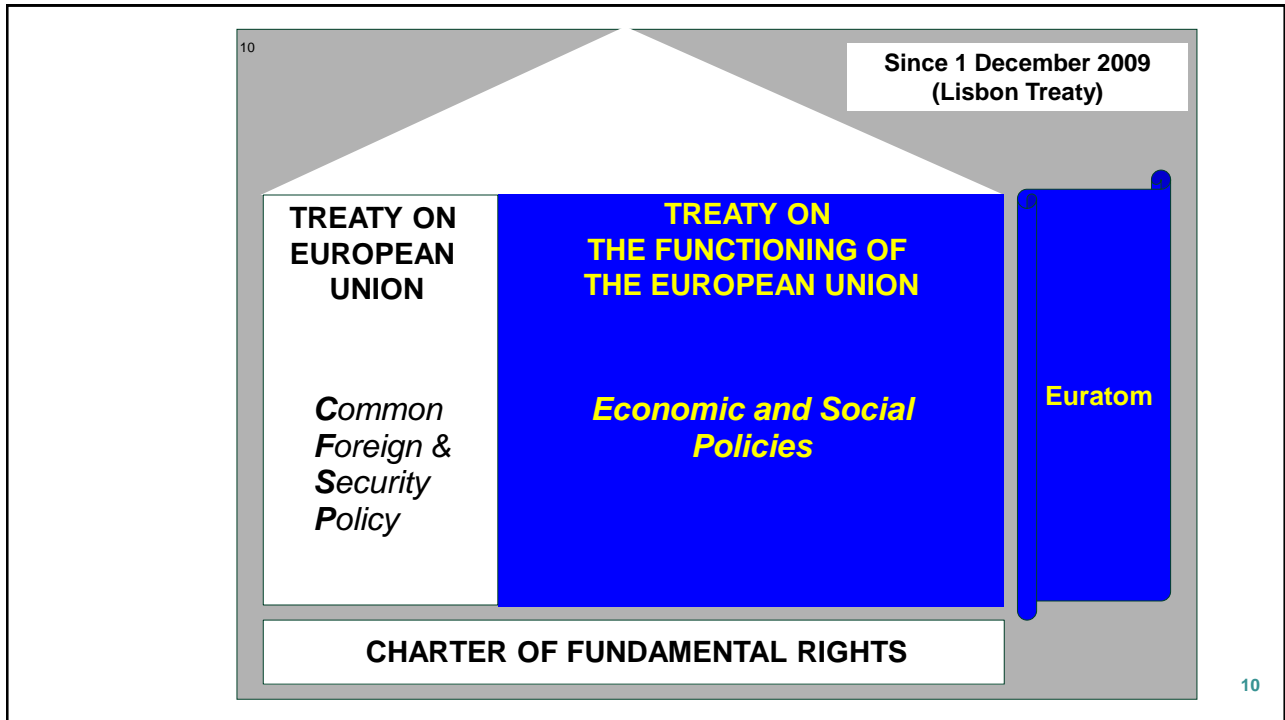 10
Since 1 December 2009
(Lisbon Treaty)
TREATY ON
EUROPEAN
UNION
Common
Foreign &
Security
Policy
TREATY ON
THE FUNCTIONING OF
THE EUROPEAN UNION
Economic and Social
Policies
Euratom
CHARTER OF FUNDAMENTAL RIGHTS
10